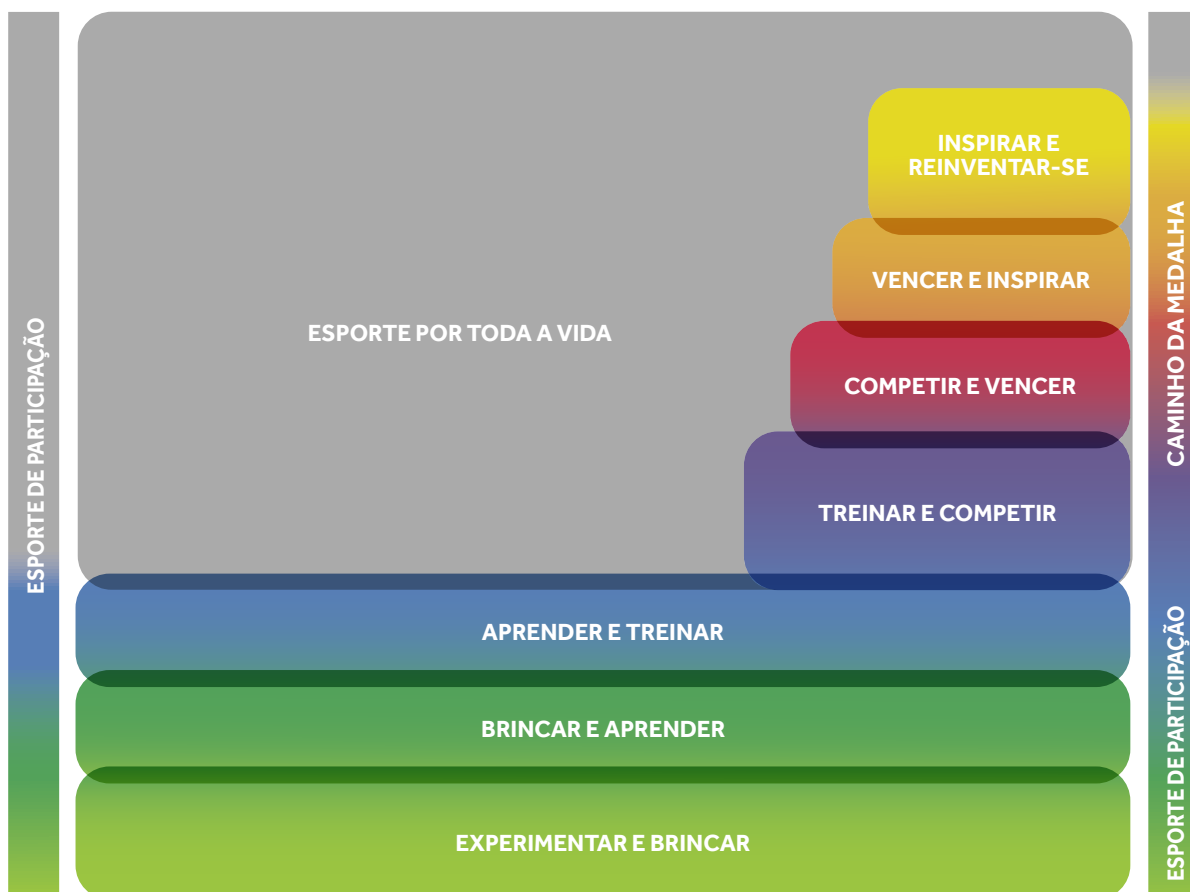 ESPORTE DE PARTICIPAÇÃO
ESPORTE POR TODA A VIDA
INSPIRAR E
REINVENTAR-SE
VENCER E INSPIRAR
COMPETIR E VENCER
TREINAR E COMPETIR
APRENDER E TREINAR
BRINCAR E APRENDER
EXPERIMENTAR E BRINCAR
CAMINHO DA MEDALHA
ESPORTE DE PARTICIPAÇÃO